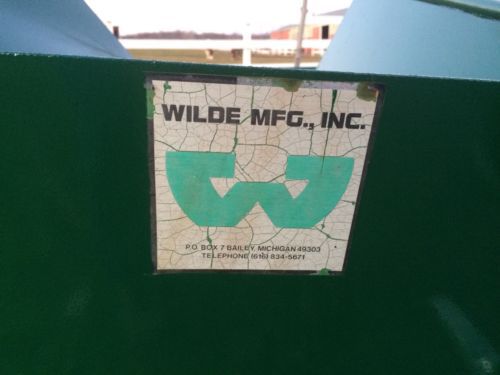 WILDE MFG., INC.
W
P.O. BOX 7 BAILEY, MICHIGAN 49303
TELEPHONE (616) 834-5671